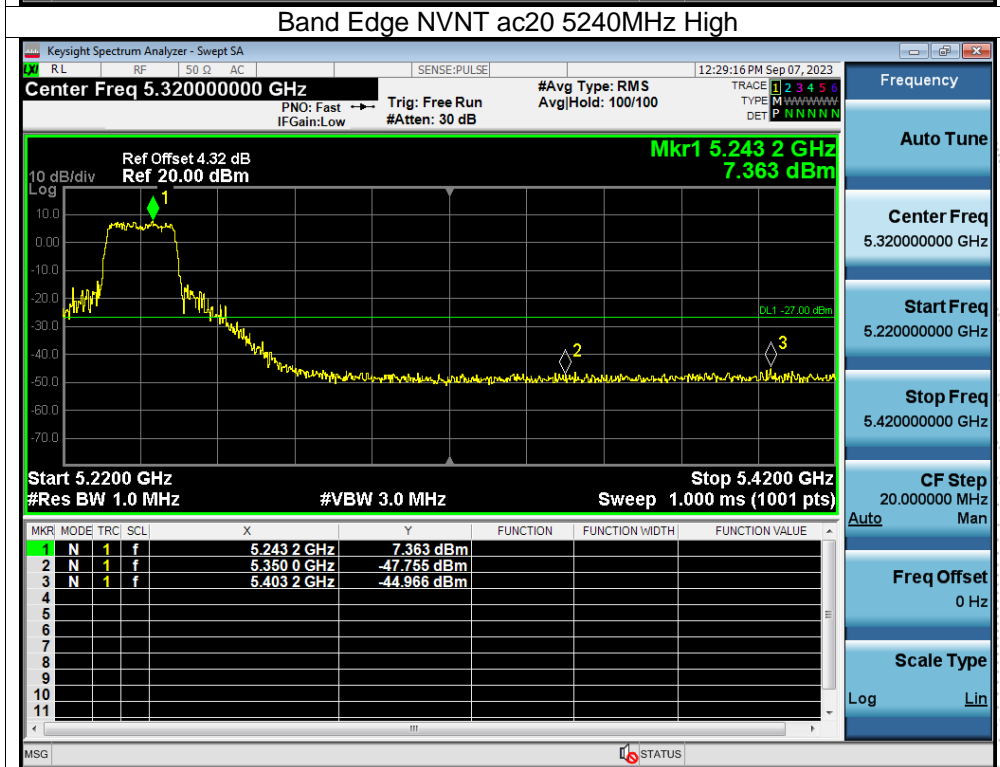 Band Edge NVNT ac20 5240MHz High
Keysight Spectrum Analyzer - Swept SA
LXI RL RF 50 Ω AC SENSE:PULSE 12:29:16 PM Sep 07, 2023
Center Freq 5.320000000 GHz
PNO: Fast
IFGain:Low
Trig: Free Run
#Atten: 30 dB
#Avg Type: RMS
Avg|Hold: 100/100
TRACE 1 2 3 4 5 6
TYPE M WWWWW
DET P N N N N N
Frequency
Auto Tune
Center Freq
5.320000000 GHz
Start Freq
5.220000000 GHz
Stop Freq
5.420000000 GHz
CF Step
20.000000 MHz
Auto Man
Freq Offset
0 Hz
Scale Type
Log Lin
Ref Offset 4.32 dB
10 dB/div Ref 20.00 dBm
Log
Mkr1 5.243 2 GHz
7.363 dBm
1
10.0
0.00
-10.0
-20.0
DL1 -27.00 dBm
-30.0
-40.0
2
3
-50.0
-60.0
-70.0
Start 5.2200 GHz Stop 5.4200 GHz
#Res BW 1.0 MHz #VBW 3.0 MHz Sweep 1.000 ms (1001 pts)
MKR MODE TRC SCL X Y FUNCTION FUNCTION WIDTH FUNCTION VALUE
1 N 1 f 5.243 2 GHz 7.363 dBm
2 N 1 f 5.350 0 GHz -47.755 dBm
3 N 1 f 5.403 2 GHz -44.966 dBm
4
5
6
7
8
9
10
11
MSG STATUS